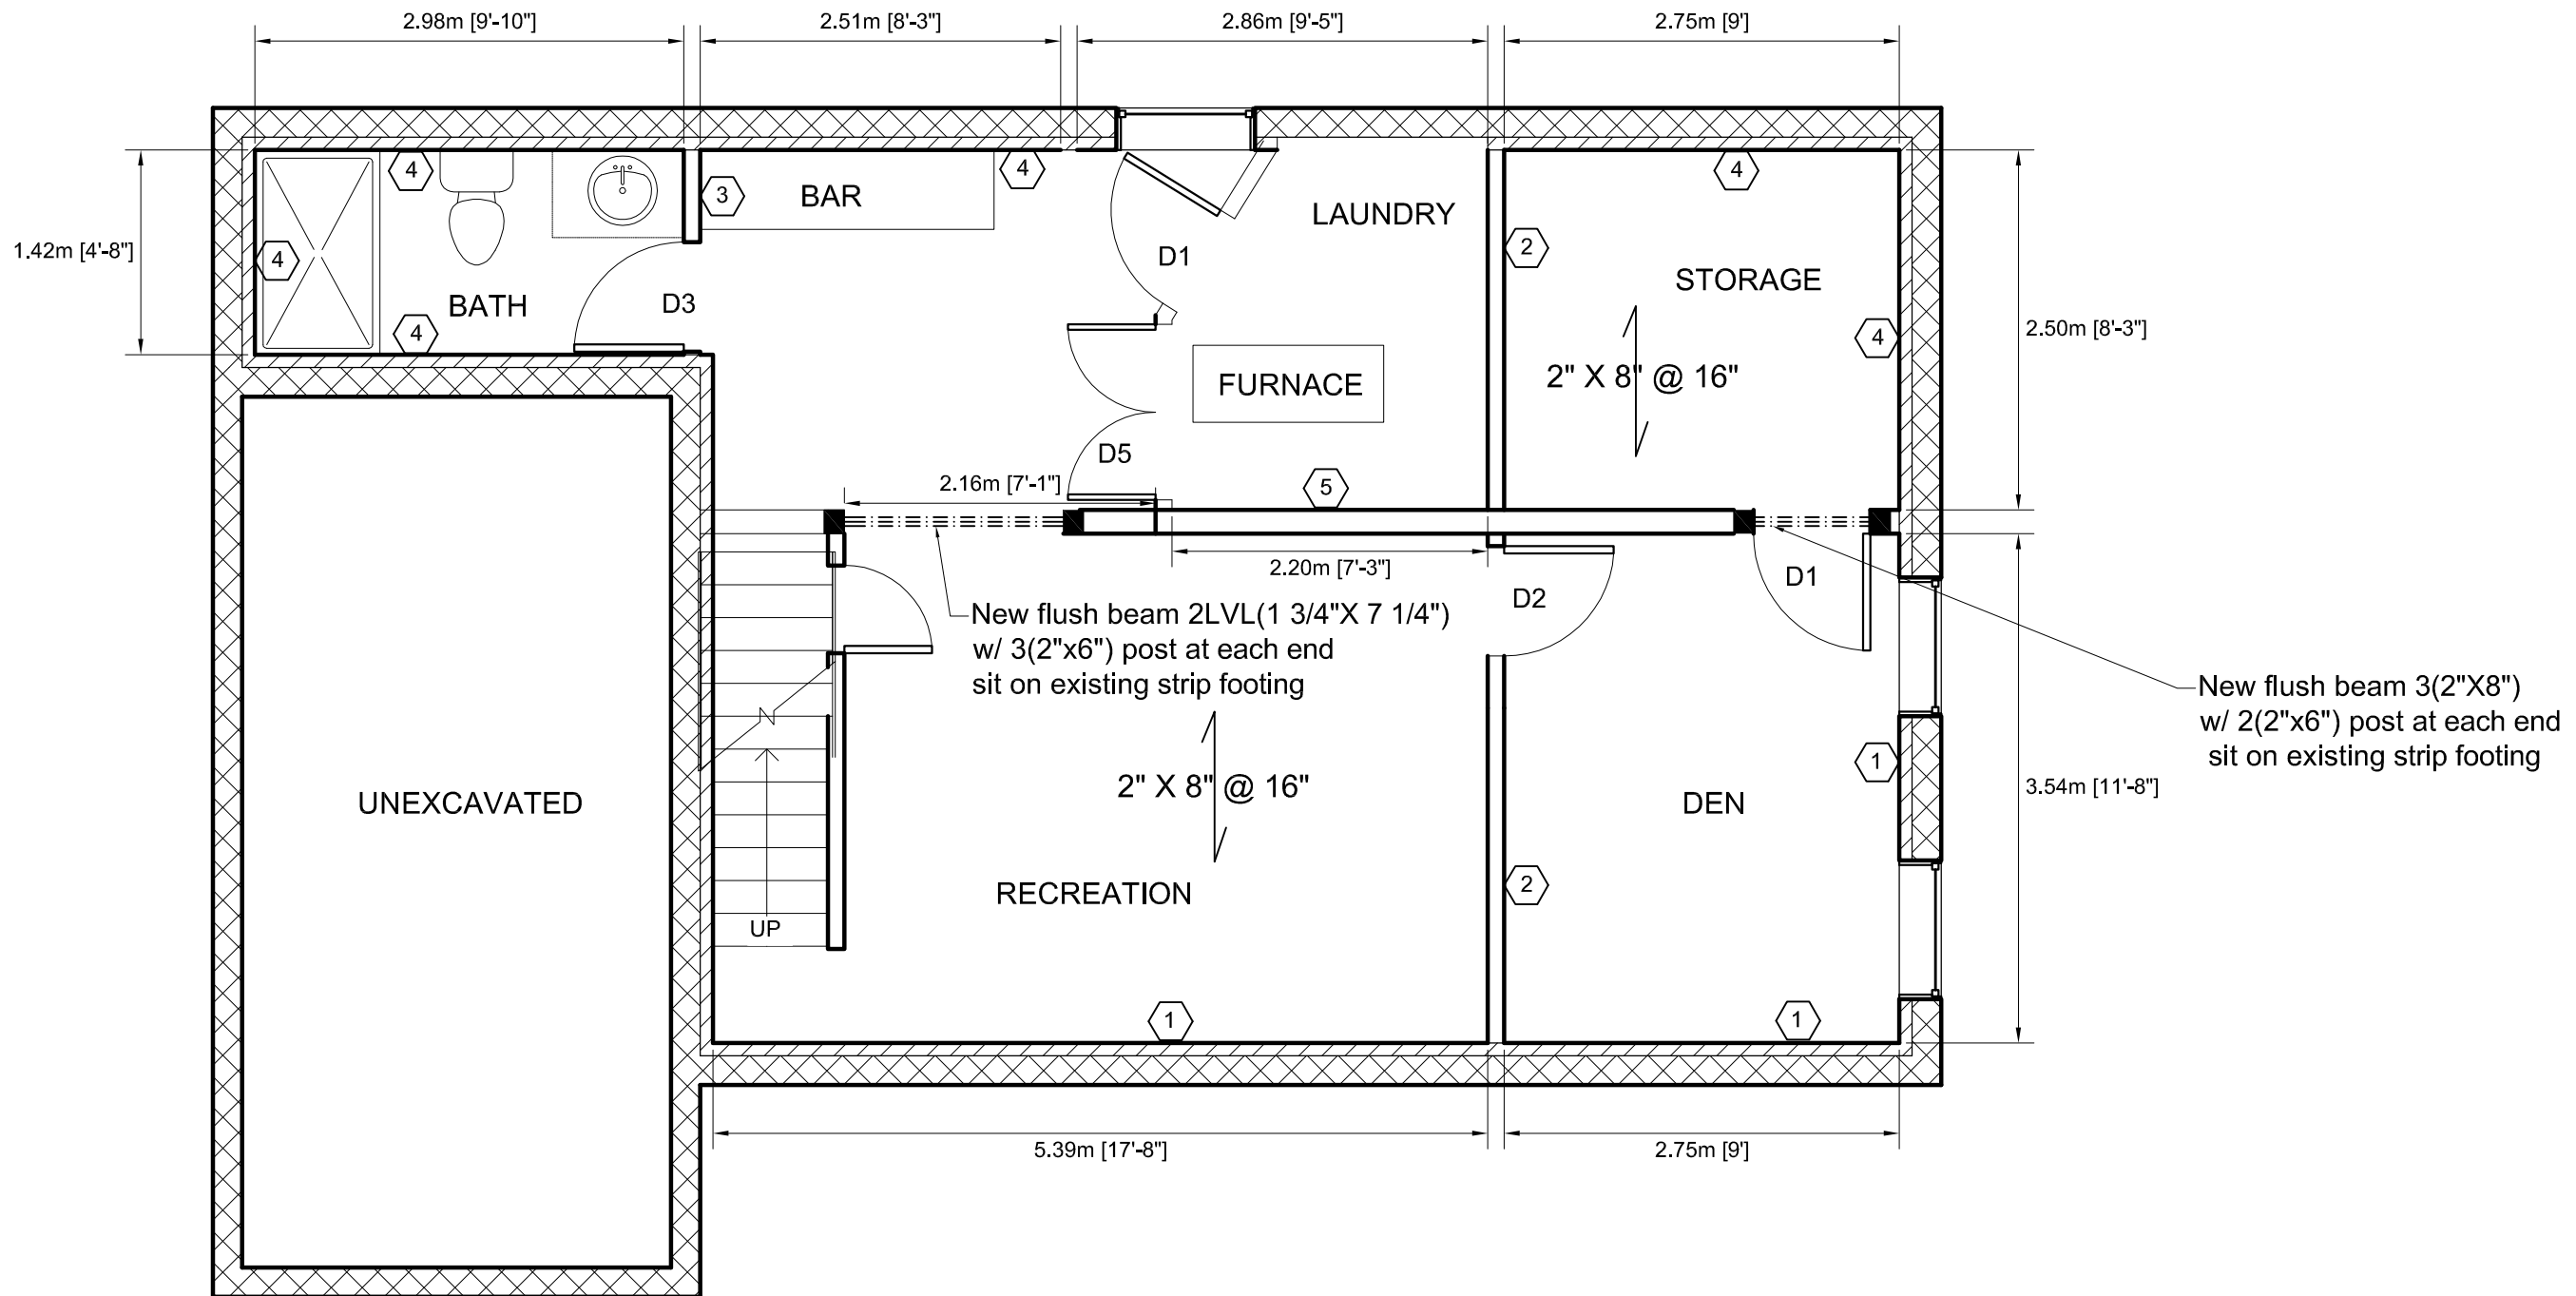 2.98m [9'-10"]
2.51m [8'-3"]
2.86m [9'-5"]
2.75m [9']
4
3
BAR
4
4
LAUNDRY
1.42m [4'-8"]
4
D1
2
STORAGE
BATH
D3
4
4
2.50m [8'-3"]
FURNACE
2" X 8" @ 16"
D5
2.16m [7'-1"]
5
2.20m [7'-3"]
D2
D1
New flush beam 2LVL(1 3/4"X 7 1/4")
w/ 3(2"x6") post at each end
sit on existing strip footing
New flush beam 3(2"X8")
w/ 2(2"x6") post at each end
sit on existing strip footing
N
1
3.54m [11'-8"]
UNEXCAVATED
2" X 8" @ 16"
DEN
RECREATION
2
UP
1
1
5.39m [17'-8"]
2.75m [9']